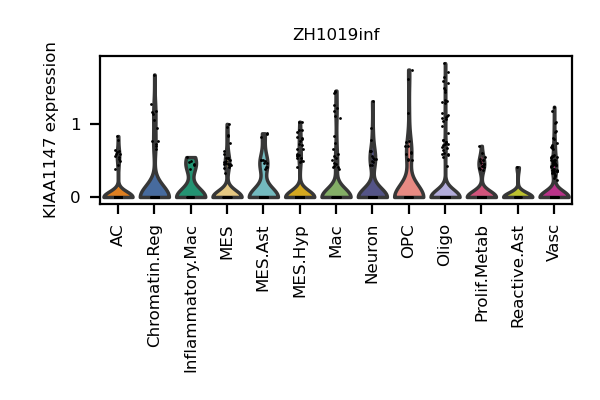 ZH1019inf
KIAA1147 expression
1
0
AC
Chromatin.Reg
Inflammatory.Mac
MES
MES.Ast
MES.Hyp
Mac
Neuron
OPC
Oligo
Prolif.Metab
Reactive.Ast
Vasc